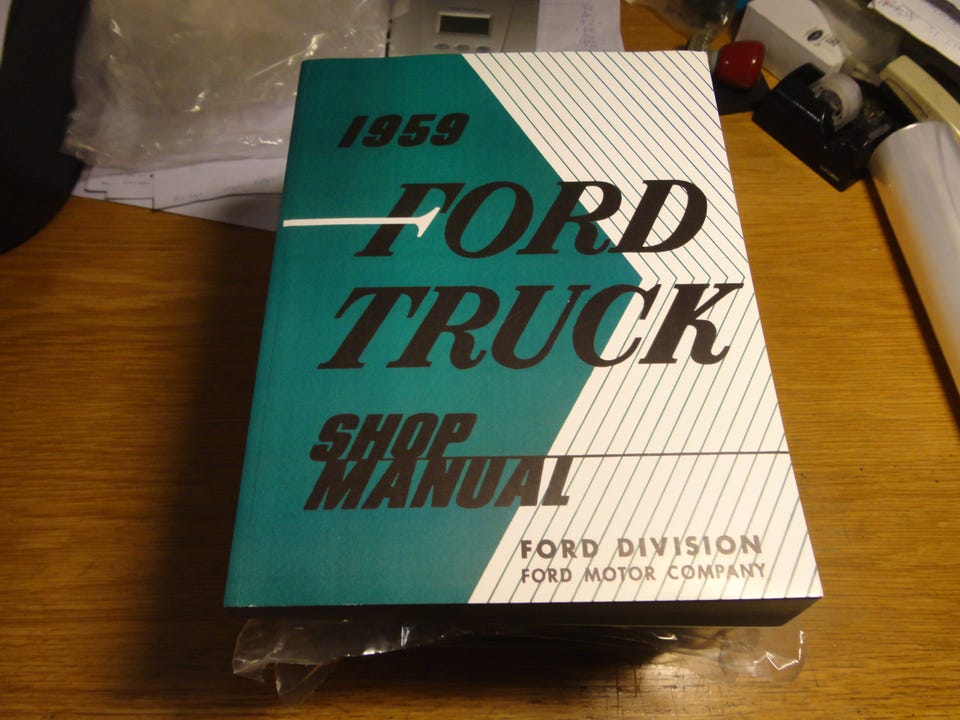 1959
FORD
TRUCK
SHOP
MANUAL
FORD DIVISION
FORD MOTOR COMPANY